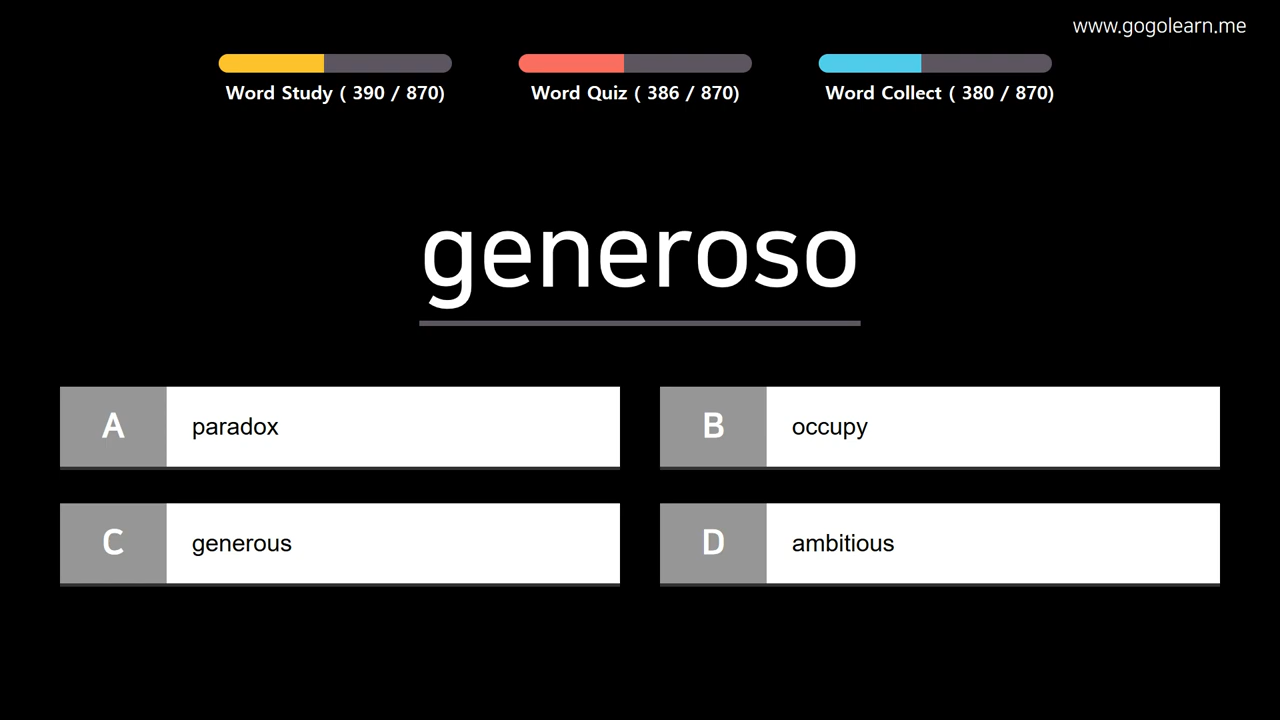 www.gogolearn.me
Word Study ( 390 / 870)
Word Quiz ( 386 / 870)
Word Collect ( 380 / 870)
generoso
A paradox
B occupy
C generous
D ambitious